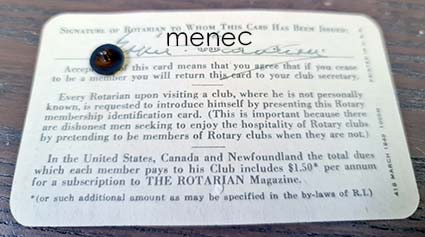 SIGNATURE OF ROTARIAN TO WHOM THIS CARD HAS BEEN ISSUED:
menec
of this card means that you agree that if you cease
to be a member you will return this card to your club secretary.
Every Rotarian upon visiting a club, where he is not personally
known, is requested to introduce himself by presenting this Rotary
membership identification card. (This is important because there
are dishonest men seeking to enjoy the hospitality of Rotary clubs
by pretending to be members of Rotary clubs when they are not.)
In the United States, Canada and Newfoundland the total dues
which each member pays to his Club includes $1.50* per annum
for a subscription to THE ROTARIAN Magazine.
*(or such additional amount as may be specified in the by-laws of R.I.)
PRINTED IN U.S.A.
418 MARCH 1949